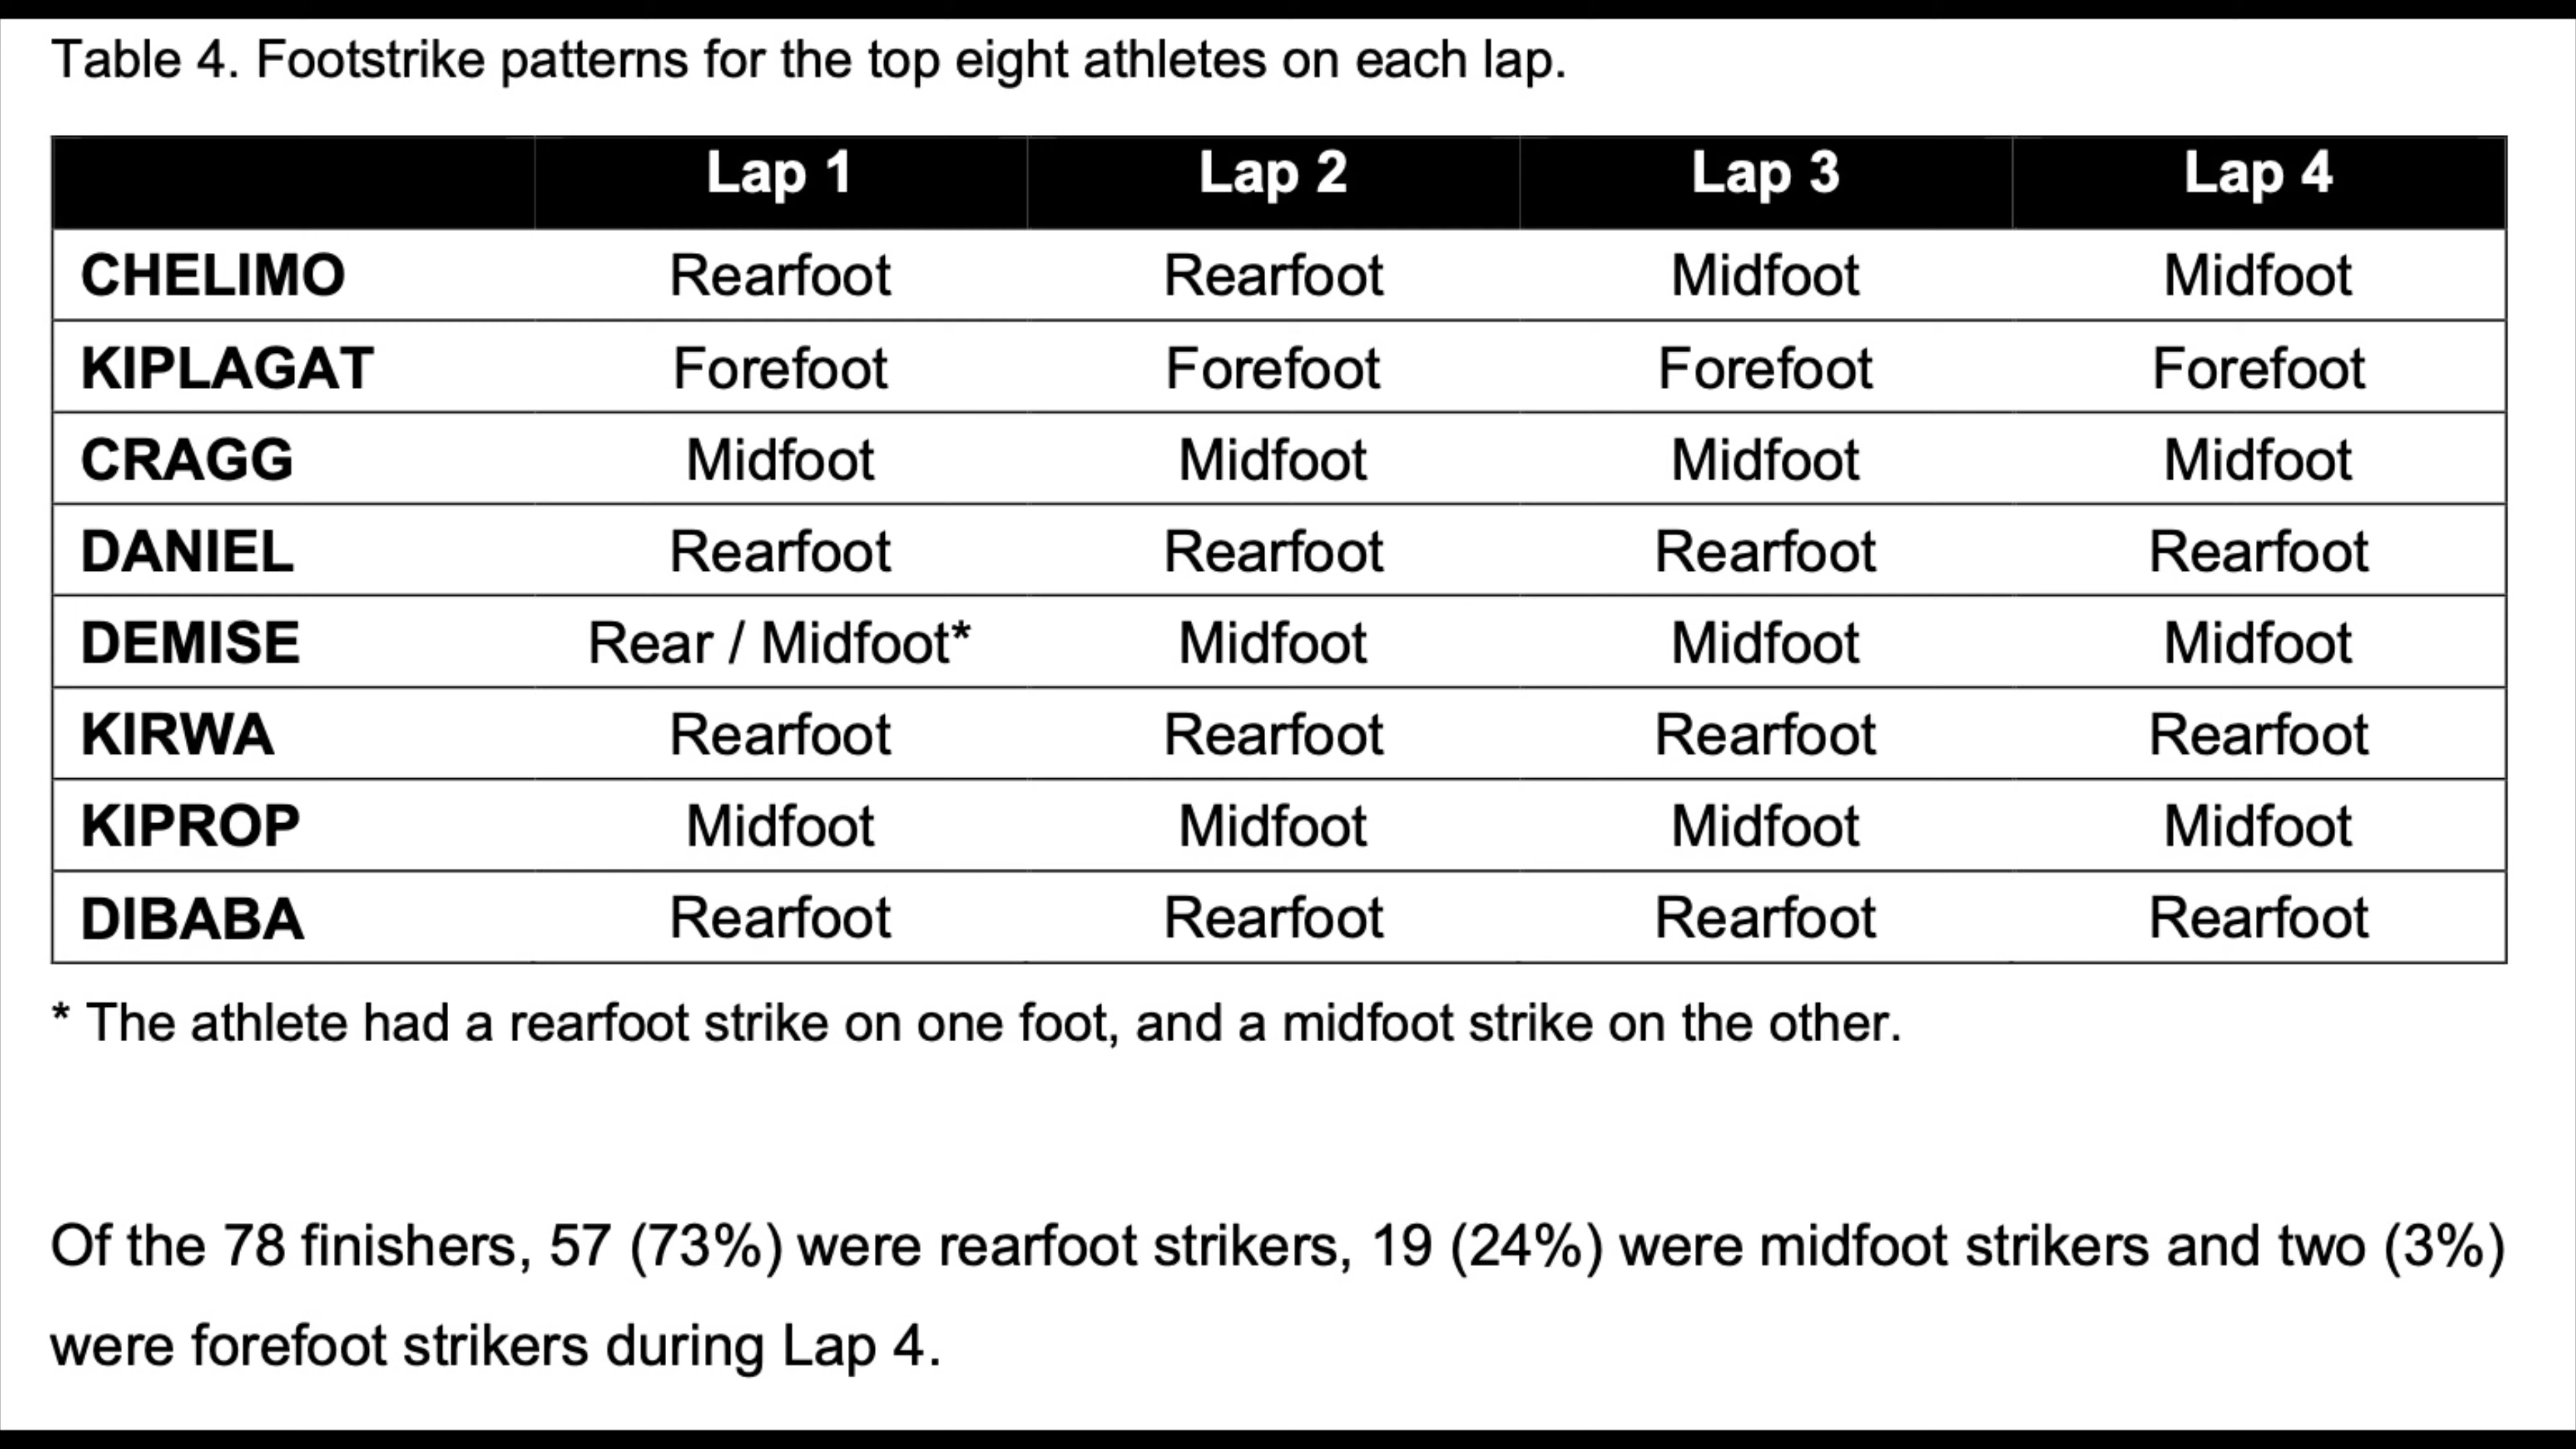 Table 4. Footstrike patterns for the top eight athletes on each lap.
Lap 1 Lap 2 Lap 3 Lap 4
CHELIMO Rearfoot Rearfoot Midfoot Midfoot
KIPLAGAT Forefoot Forefoot Forefoot Forefoot
CRAGG Midfoot Midfoot Midfoot Midfoot
DANIEL Rearfoot Rearfoot Rearfoot Rearfoot
DEMISE Rear / Midfoot* Midfoot Midfoot Midfoot
KIRWA Rearfoot Rearfoot Rearfoot Rearfoot
KIPROP Midfoot Midfoot Midfoot Midfoot
DIBABA Rearfoot Rearfoot Rearfoot Rearfoot
* The athlete had a rearfoot strike on one foot, and a midfoot strike on the other.
Of the 78 finishers, 57 (73%) were rearfoot strikers, 19 (24%) were midfoot strikers and two (3%)
were forefoot strikers during Lap 4.